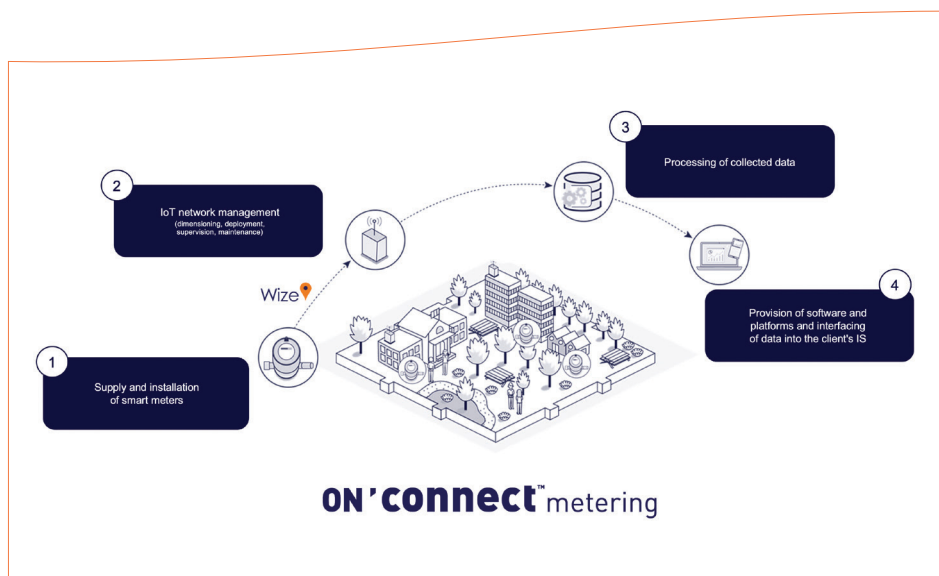 1
Supply and installation
of smart meters
Wize
2
IoT network management
(dimensioning, deployment,
supervision, maintenance)
3
Processing of collected data
4
Provision of software and
platforms and interfacing
of data into the client's IS
ON'connect™ metering